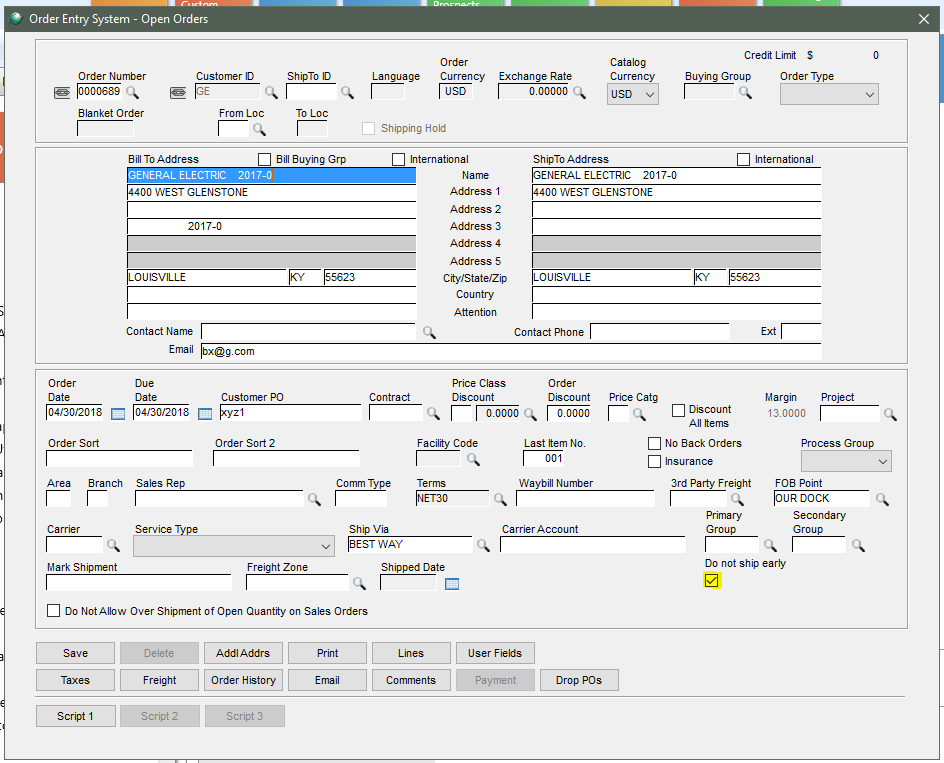 Custom
Prospects
Order Entry System - Open Orders
Credit Limit $ 0
Order Number Customer ID ShipTo ID Language Order Currency Exchange Rate Catalog Currency Buying Group Order Type
0000689 GE USD 0.00000 USD
Blanket Order From Loc To Loc Shipping Hold
Bill To Address Bill Buying Grp International ShipTo Address International
GENERAL ELECTRIC 2017-0 Name GENERAL ELECTRIC 2017-0
4400 WEST GLENSTONE Address 1 4400 WEST GLENSTONE
Address 2
2017-0 Address 3
Address 4
Address 5
LOUISVILLE KY 55623 City/State/Zip LOUISVILLE KY 55623
Country
Attention
Contact Name Contact Phone Ext
Email bx@g.com
Order Date Due Date Customer PO Contract Price Class Discount Order Discount Price Catg Discount All Items Margin Project
04/30/2018 04/30/2018 xyz1 0.0000 0.0000 13.0000
Order Sort Order Sort 2 Facility Code Last Item No. No Back Orders Process Group
001 Insurance
Area Branch Sales Rep Comm Type Terms Waybill Number 3rd Party Freight FOB Point
NET30 OUR DOCK
Carrier Service Type Ship Via Carrier Account Primary Group Secondary Group
BEST WAY
Mark Shipment Freight Zone Shipped Date Do not ship early
Do Not Allow Over Shipment of Open Quantity on Sales Orders
Save Delete Addl Addrs Print Lines User Fields
Taxes Freight Order History Email Comments Payment Drop POs
Script 1 Script 2 Script 3